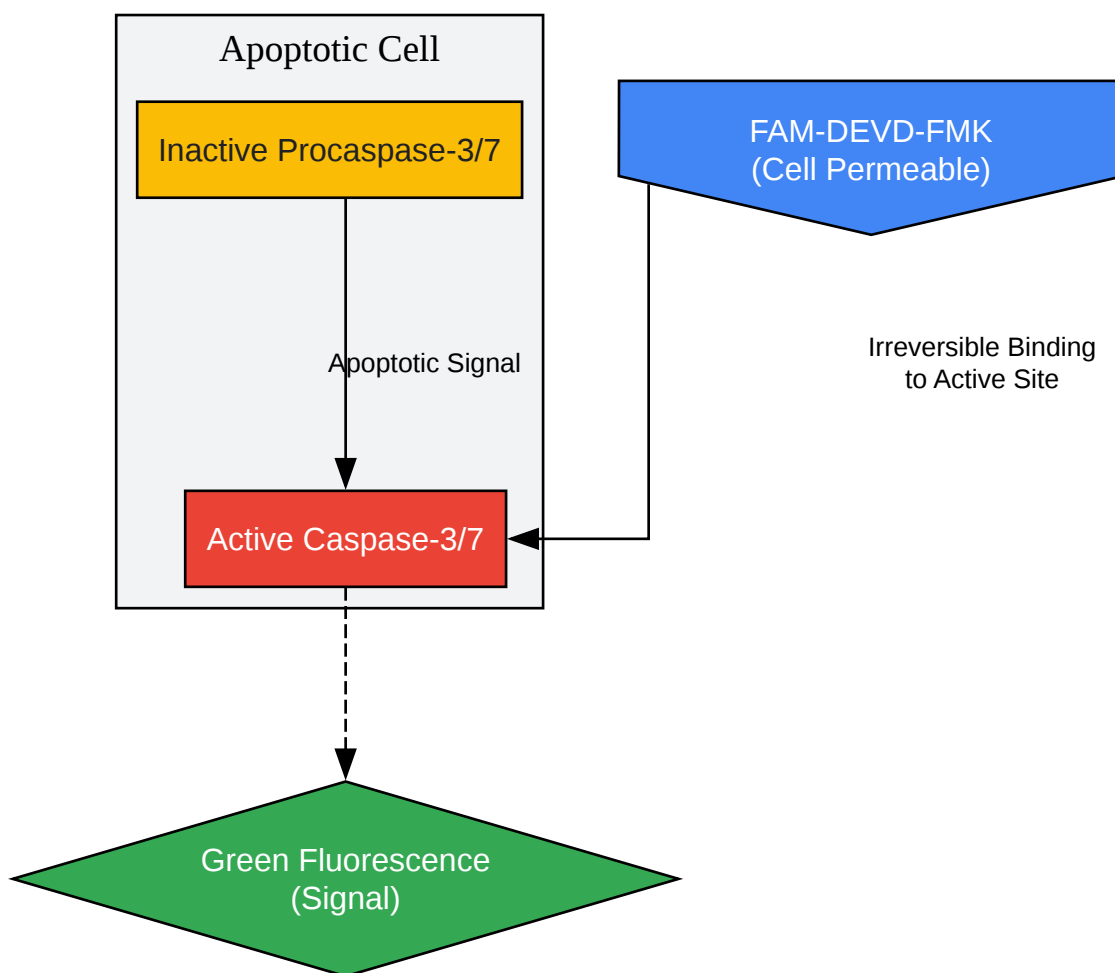 Apoptotic Cell
Inactive Procaspase-3/7
FAM-DEVD-FMK
(Cell Permeable)
Apoptotic Signal
Irreversible Binding
to Active Site
Active Caspase-3/7
Green Fluorescence
(Signal)